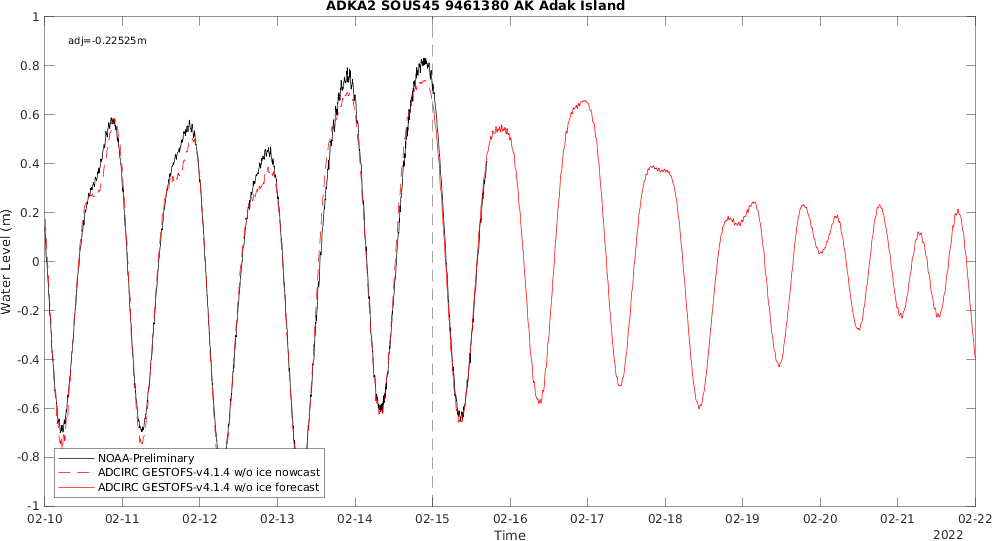 ADKA2 SOUS45 9461380 AK Adak Island
adj=-0.22525m
1
0.8
0.6
0.4
0.2
0
-0.2
-0.4
-0.6
-0.8
-1
Water Level (m)
NOAA-Preliminary
ADCIRC GESTOFS-v4.1.4 w/o ice nowcast
ADCIRC GESTOFS-v4.1.4 w/o ice forecast
02-10 02-11 02-12 02-13 02-14 02-15 02-16 02-17 02-18 02-19 02-20 02-21 02-22
Time
2022